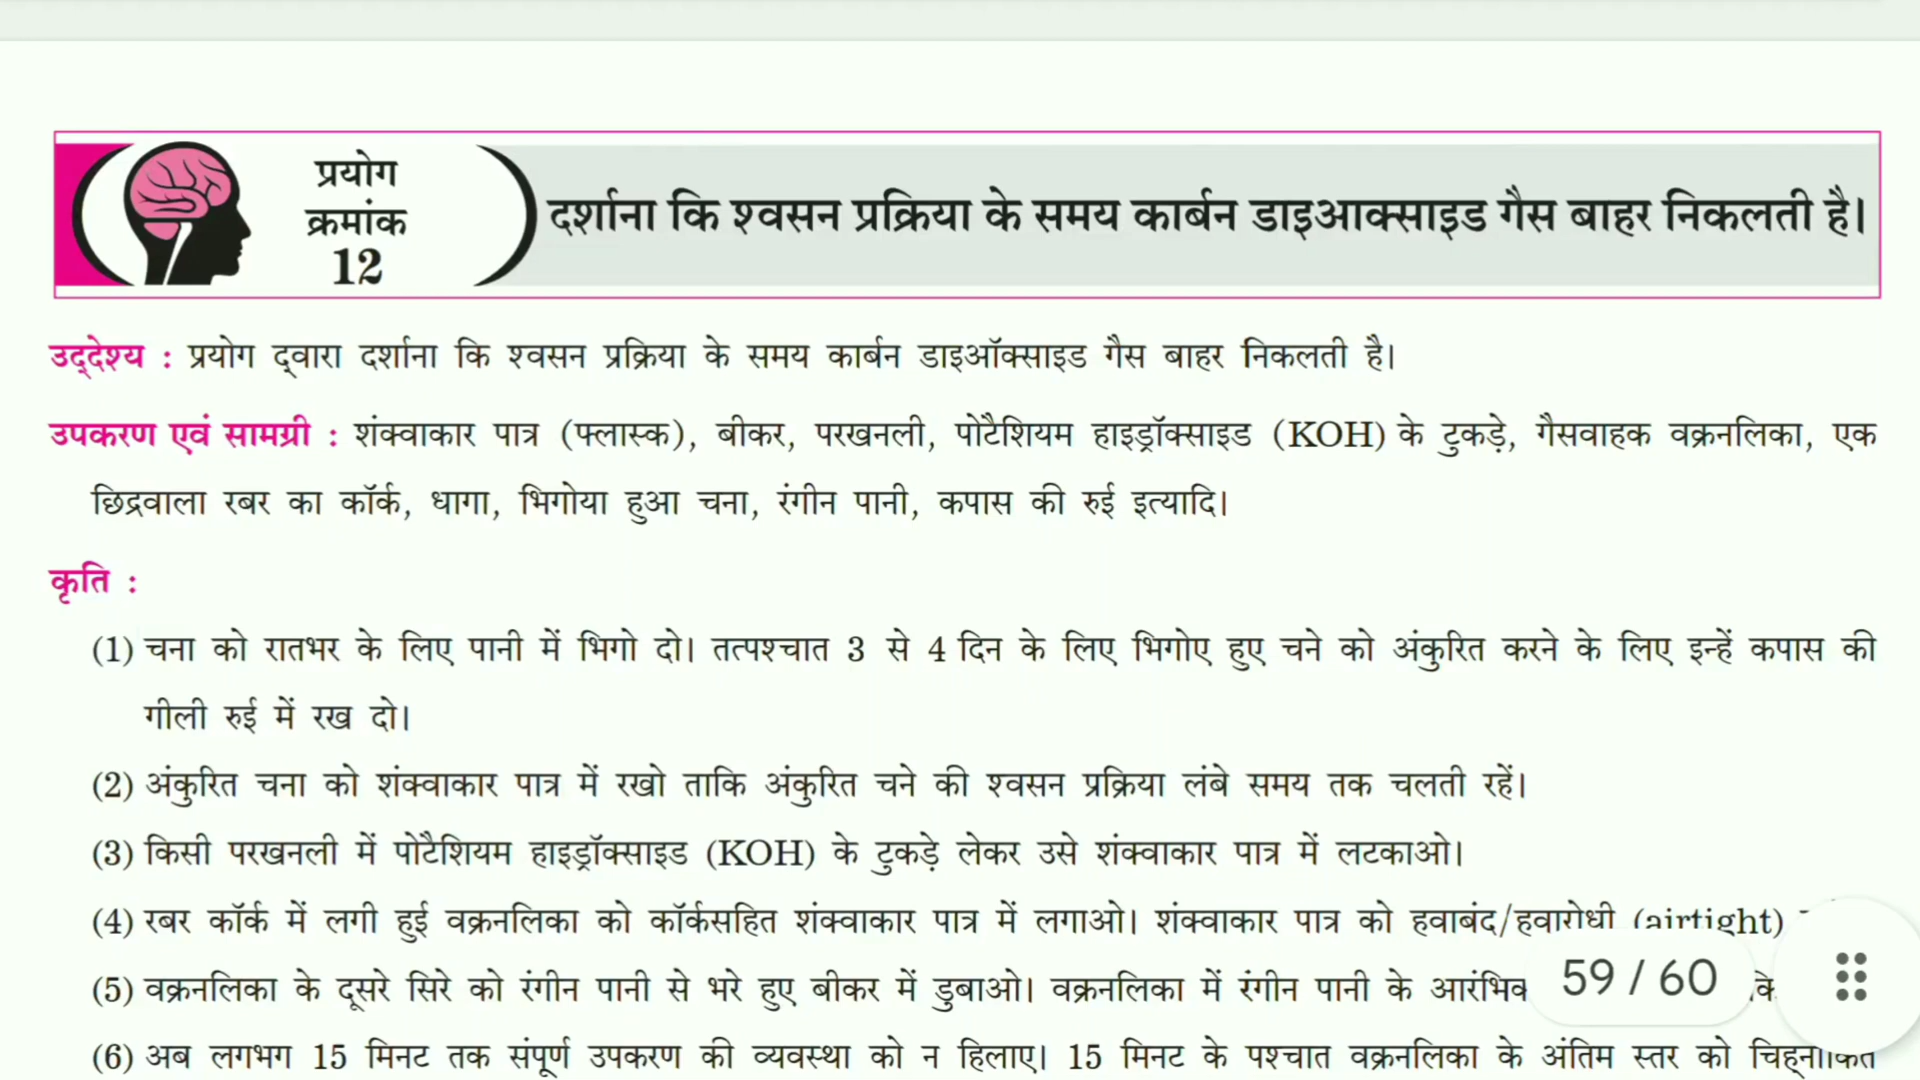 प्रयोग
क्रमांक
12
दर्शाना कि श्वसन प्रक्रिया के समय कार्बन डाइआक्साइड गैस बाहर निकलती है।
उद्देश्य : प्रयोग द्वारा दर्शाना कि श्वसन प्रक्रिया के समय कार्बन डाइऑक्साइड गैस बाहर निकलती है।
उपकरण एवं सामग्री : शंक्वाकार पात्र (फ्लास्क), बीकर, परखनली, पोटैशियम हाइड्रॉक्साइड (KOH) के टुकड़े, गैसवाहक वक्रनलिका, एक
छिद्रवाला रबर का कॉर्क, धागा, भिगोया हुआ चना, रंगीन पानी, कपास की रुई इत्यादि।
कृति :
(1) चना को रातभर के लिए पानी में भिगो दो। तत्पश्चात 3 से 4 दिन के लिए भिगोए हुए चने को अंकुरित करने के लिए इन्हें कपास की
गीली रुई में रख दो।
(2) अंकुरित चना को शंक्वाकार पात्र में रखो ताकि अंकुरित चने की श्वसन प्रक्रिया लंबे समय तक चलती रहें।
(3) किसी परखनली में पोटैशियम हाइड्रॉक्साइड (KOH) के टुकड़े लेकर उसे शंक्वाकार पात्र में लटकाओ।
(4) रबर कॉर्क में लगी हुई वक्रनलिका को कॉर्कसहित शंक्वाकार पात्र में लगाओ। शंक्वाकार पात्र को हवाबंद/हवारोधी (airtight)
(5) वक्रनलिका के दूसरे सिरे को रंगीन पानी से भरे हुए बीकर में डुबाओ। वक्रनलिका में रंगीन पानी के
59 / 60
(6) अब लगभग 15 मिनट तक संपूर्ण उपकरण की व्यवस्था को न हिलाए। 15 मिनट के पश्चात वक्रनलिका के अंतिम स्तर को चिह्नांकित